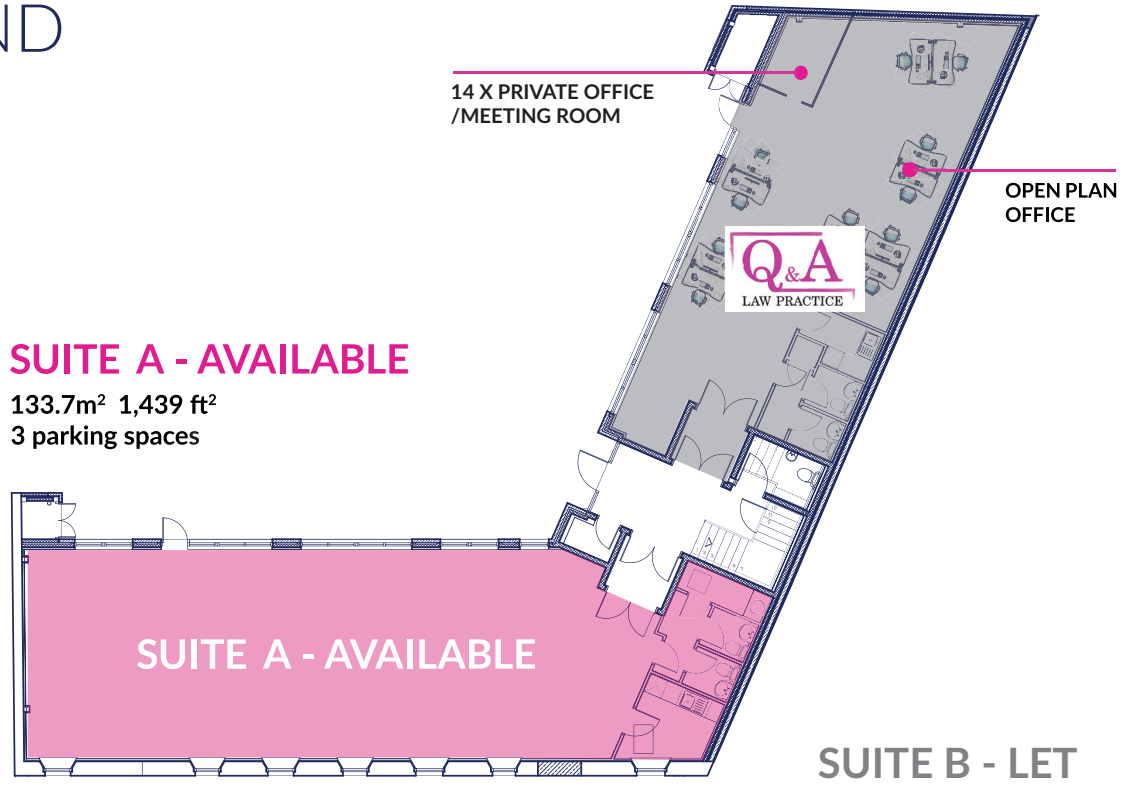 ND
14 X PRIVATE OFFICE
/MEETING ROOM
OPEN PLAN
OFFICE
Q&A
LAW PRACTICE
SUITE A - AVAILABLE
133.7m² 1,439 ft²
3 parking spaces
SUITE A - AVAILABLE
SUITE B - LET